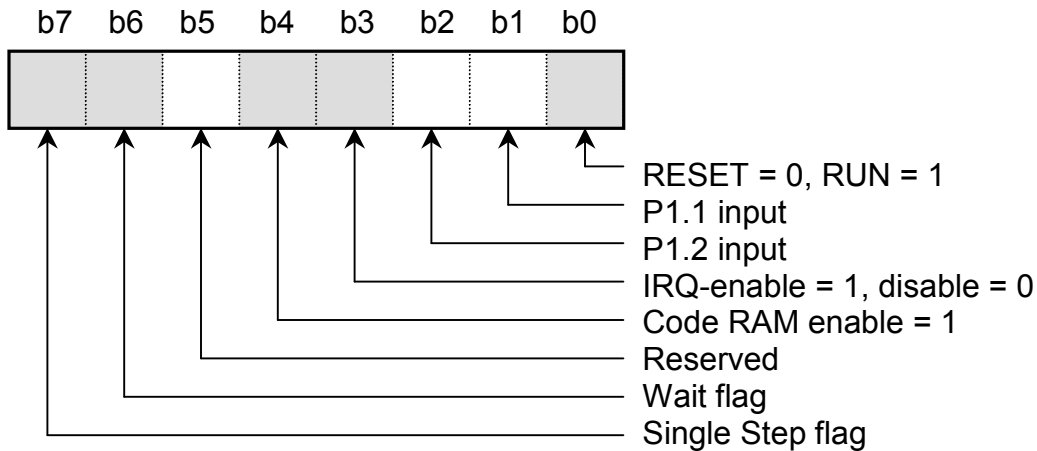 b7 b6 b5 b4 b3 b2 b1 b0
RESET = 0, RUN = 1
P1.1 input
P1.2 input
IRQ-enable = 1, disable = 0
Code RAM enable = 1
Reserved
Wait flag
Single Step flag